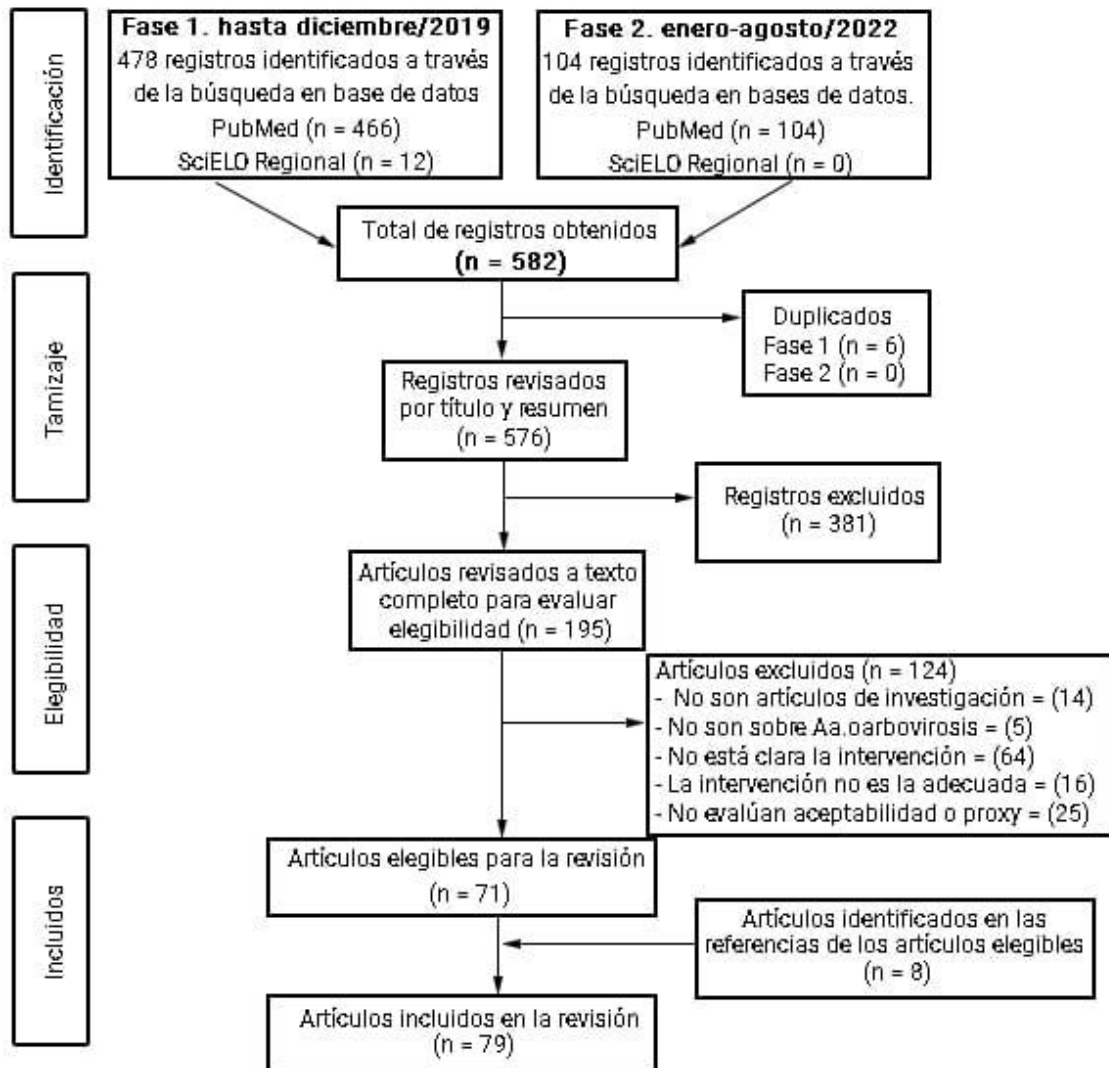 Identificación
Fase 1. hasta diciembre/2019
478 registros identificados a través
de la búsqueda en base de datos
PubMed (n = 466)
SciELO Regional (n = 12)
Fase 2. enero-agosto/2022
104 registros identificados a través
de la búsqueda en bases de datos.
PubMed (n = 104)
SciELO Regional (n = 0)
Total de registros obtenidos
(n = 582)
Tamizaje
Duplicados
Fase 1 (n = 6)
Fase 2 (n = 0)
Registros revisados
por título y resumen
(n = 576)
Registros excluidos
(n = 381)
Elegibilidad
Artículos revisados a texto
completo para evaluar
elegibilidad (n = 195)
Artículos excluidos (n = 124)
- No son artículos de investigación = (14)
- No son sobre Aa.oarbovirosis = (5)
- No está clara la intervención = (64)
- La intervención no es la adecuada = (16)
- No evalúan aceptabilidad o proxy = (25)
Incluidos
Artículos elegibles para la revisión
(n = 71)
Artículos identificados en las
referencias de los artículos elegibles
(n = 8)
Artículos incluidos en la revisión
(n = 79)